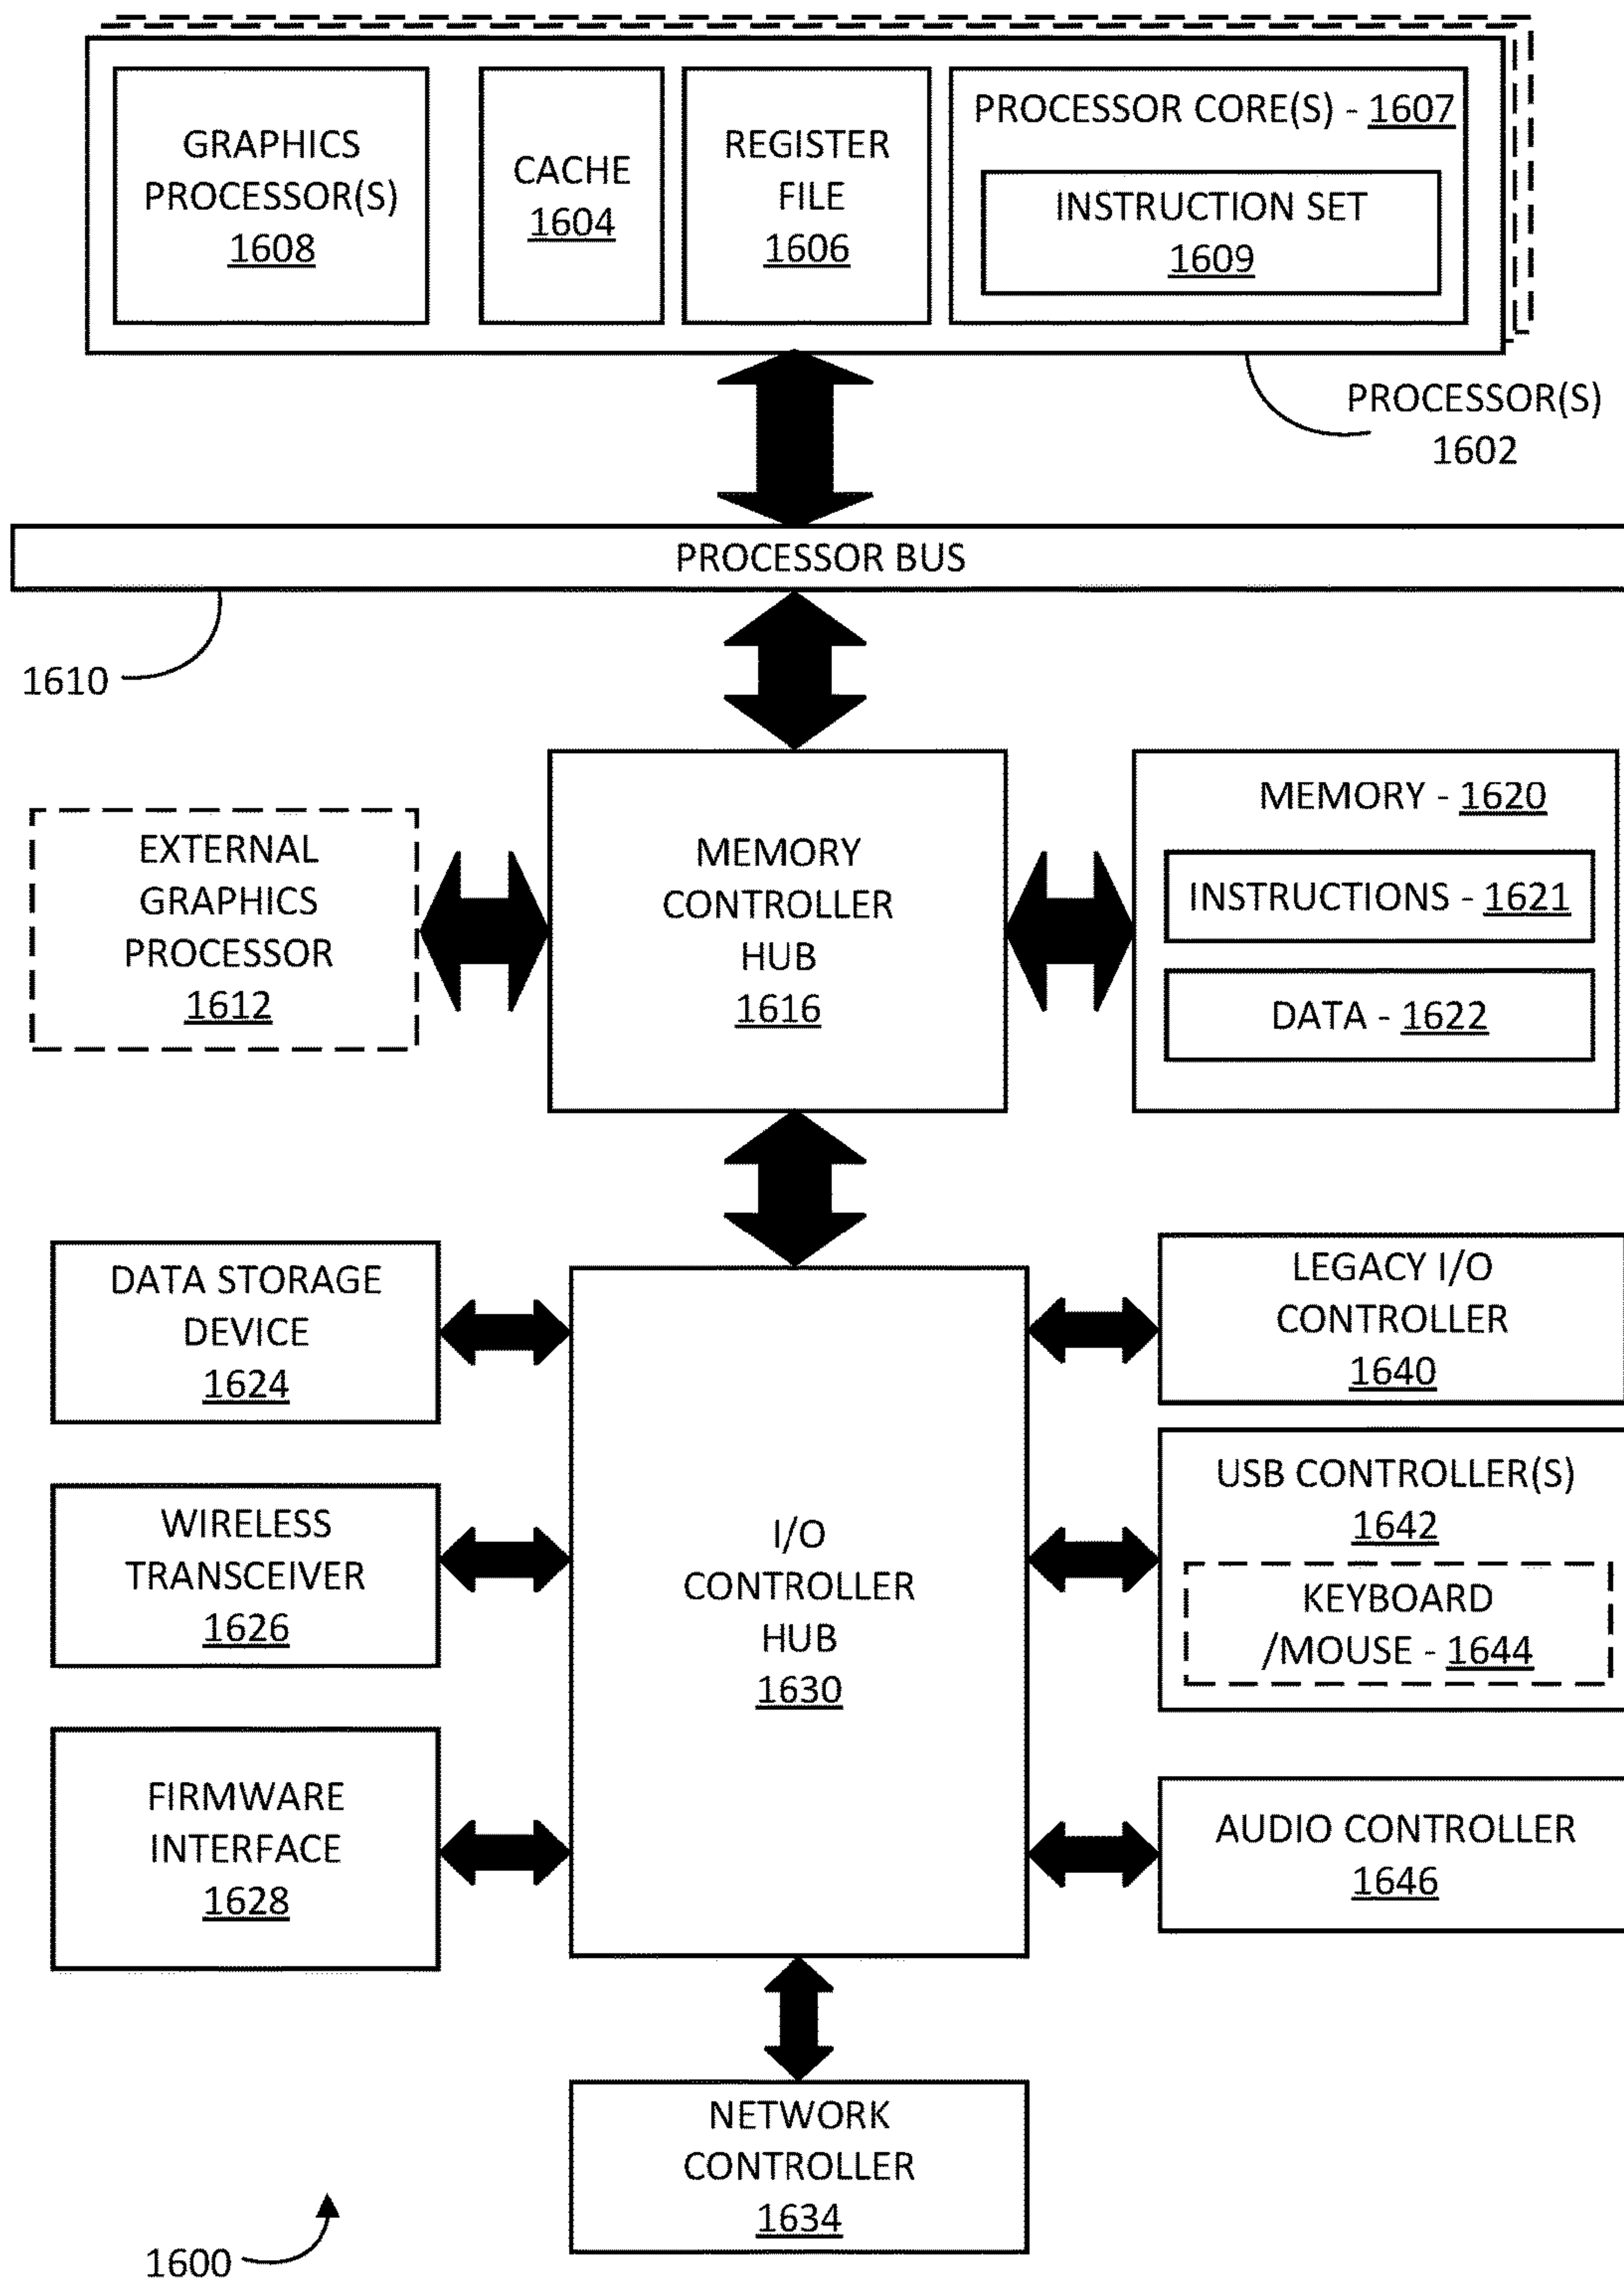 GRAPHICS
PROCESSOR(S)
1608
CACHE
1604
REGISTER
FILE
1606
PROCESSOR CORE(S) - 1607
INSTRUCTION SET
1609
PROCESSOR(S)
1602
PROCESSOR BUS
1610
EXTERNAL
GRAPHICS
PROCESSOR
1612
MEMORY
CONTROLLER
HUB
1616
MEMORY - 1620
INSTRUCTIONS - 1621
DATA - 1622
DATA STORAGE
DEVICE
1624
WIRELESS
TRANSCEIVER
1626
FIRMWARE
INTERFACE
1628
I/O
CONTROLLER
HUB
1630
LEGACY I/O
CONTROLLER
1640
USB CONTROLLER(S)
1642
KEYBOARD
/MOUSE - 1644
AUDIO CONTROLLER
1646
NETWORK
CONTROLLER
1634
1600